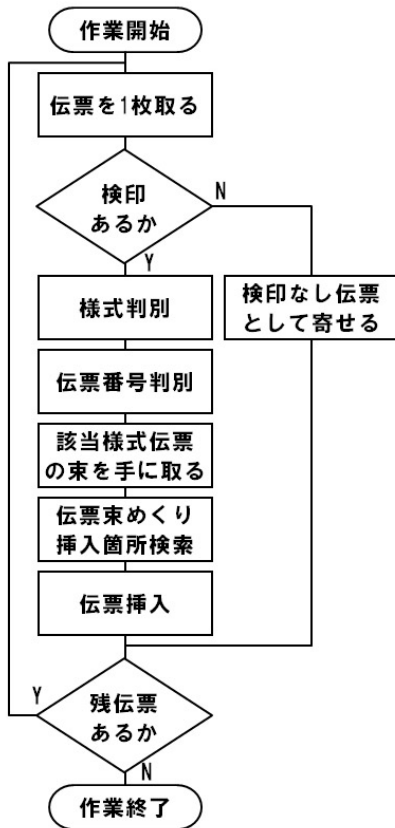 作業開始
伝票を1枚取る
検印
あるか
N
Y
様式判別
検印なし伝票
として寄せる
伝票番号判別
該当様式伝票
の束を手に取る
伝票束めくり
挿入箇所検索
伝票挿入
Y
残伝票
あるか
N
作業終了